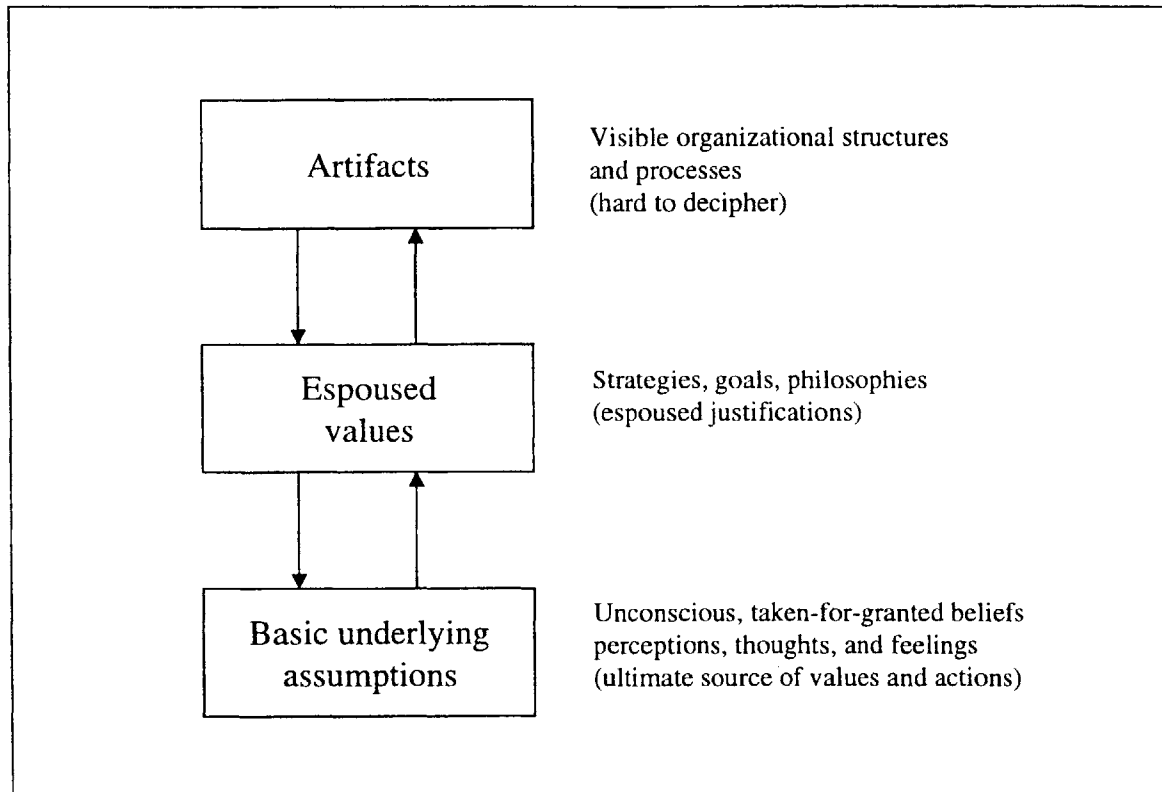 Artifacts
Visible organizational structures
and processes
(hard to decipher)
Espoused
values
Strategies, goals, philosophies
(espoused justifications)
Basic underlying
assumptions
Unconscious, taken-for-granted beliefs
perceptions, thoughts, and feelings
(ultimate source of values and actions)